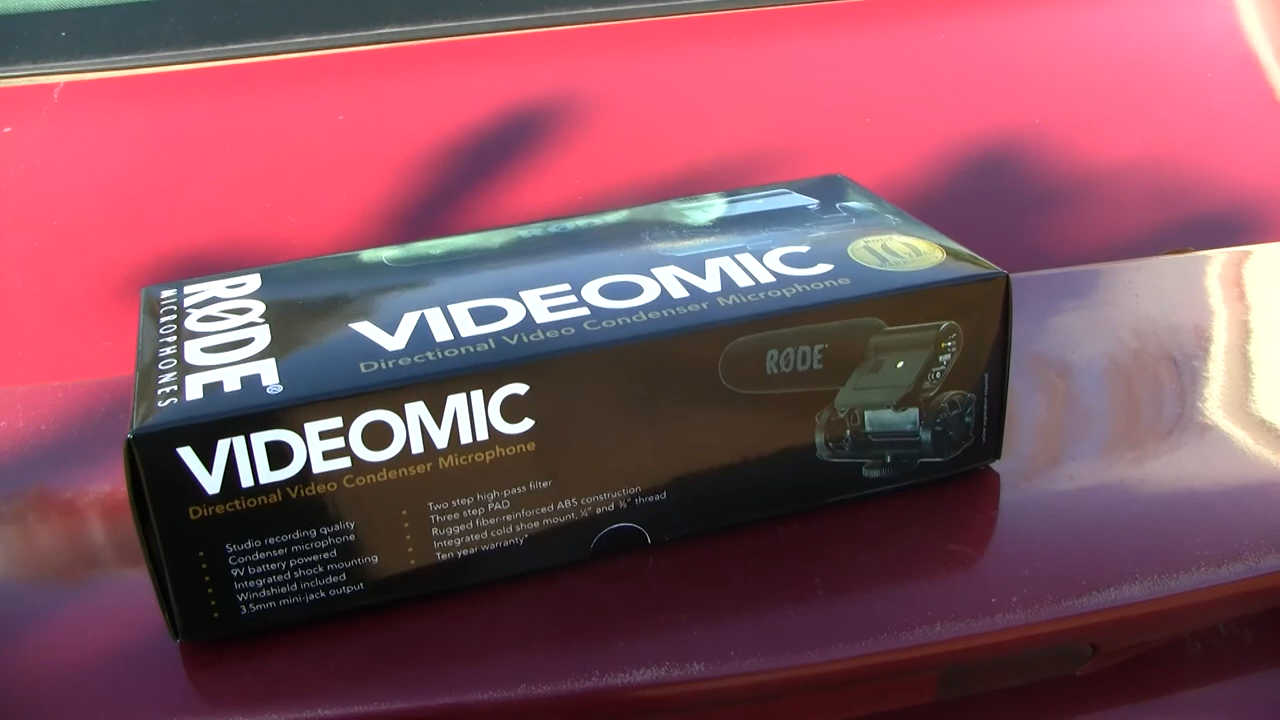 RØDE®
MICROPHONES
VIDEOMIC
Directional Video Condenser Microphone
10
VIDEOMIC
Directional Video Condenser Microphone
RØDE
Studio recording quality
Condenser microphone
9V battery powered
Integrated shock mounting
Windshield included
3.5mm mini-jack output
Two step high-pass filter
Three step PAD
Rugged fiber-reinforced ABS construction
Integrated cold shoe mount, ¼" and ⅜" thread
Ten year warranty*